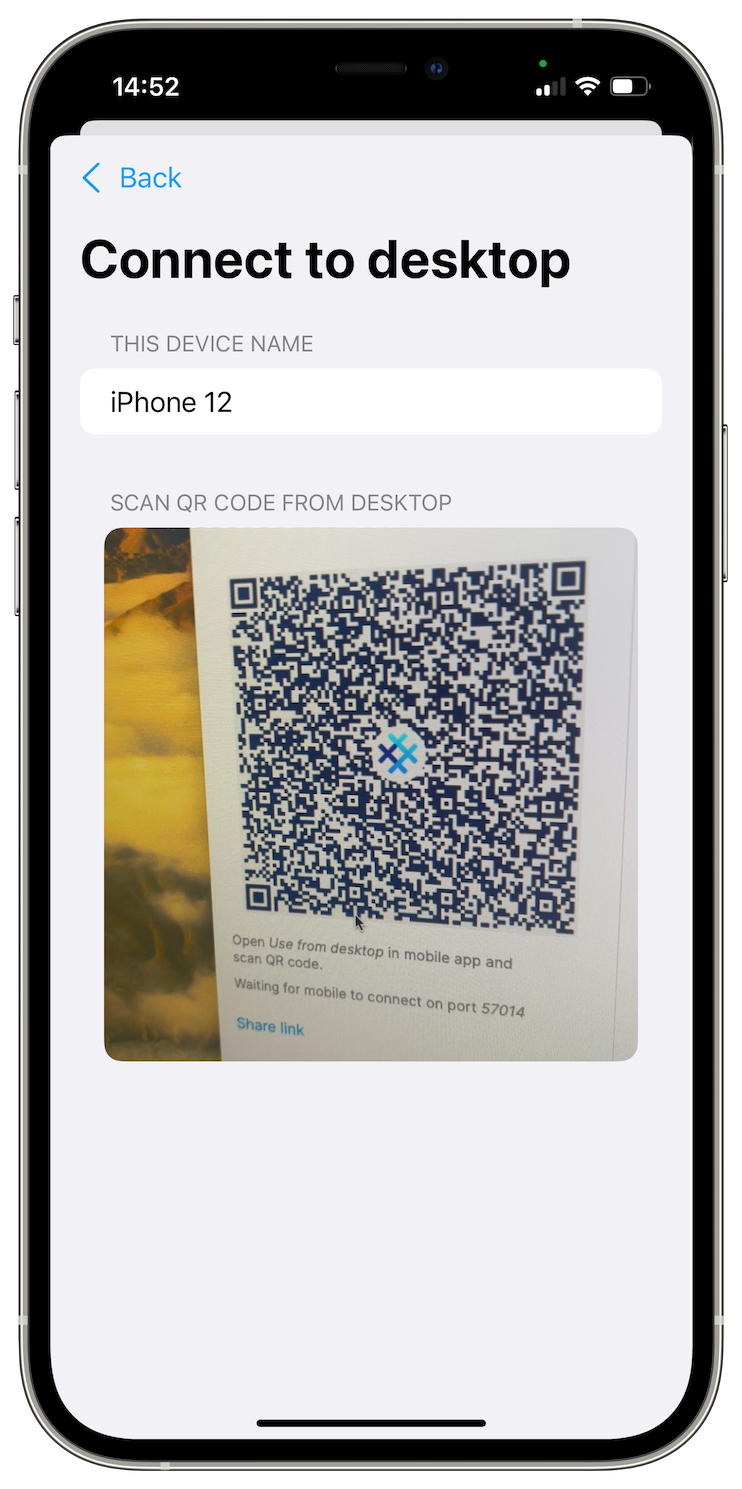 14:52
Back
Connect to desktop
THIS DEVICE NAME
iPhone 12
SCAN QR CODE FROM DESKTOP
Open Use from desktop in mobile app and
scan QR code.
Waiting for mobile to connect on port 57014
Share link